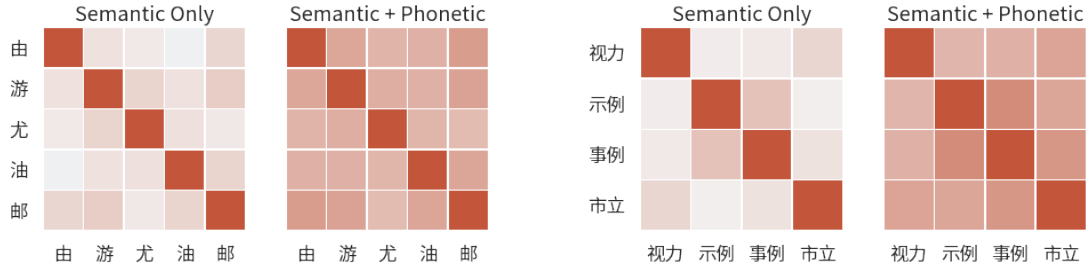 Semantic Only
Semantic + Phonetic
Semantic Only
Semantic + Phonetic
由
游
尤
油
邮
由 游 尤 油 邮
由 游 尤 油 邮
视力
示例
事例
市立
视力 示例 事例 市立
视力 示例 事例 市立